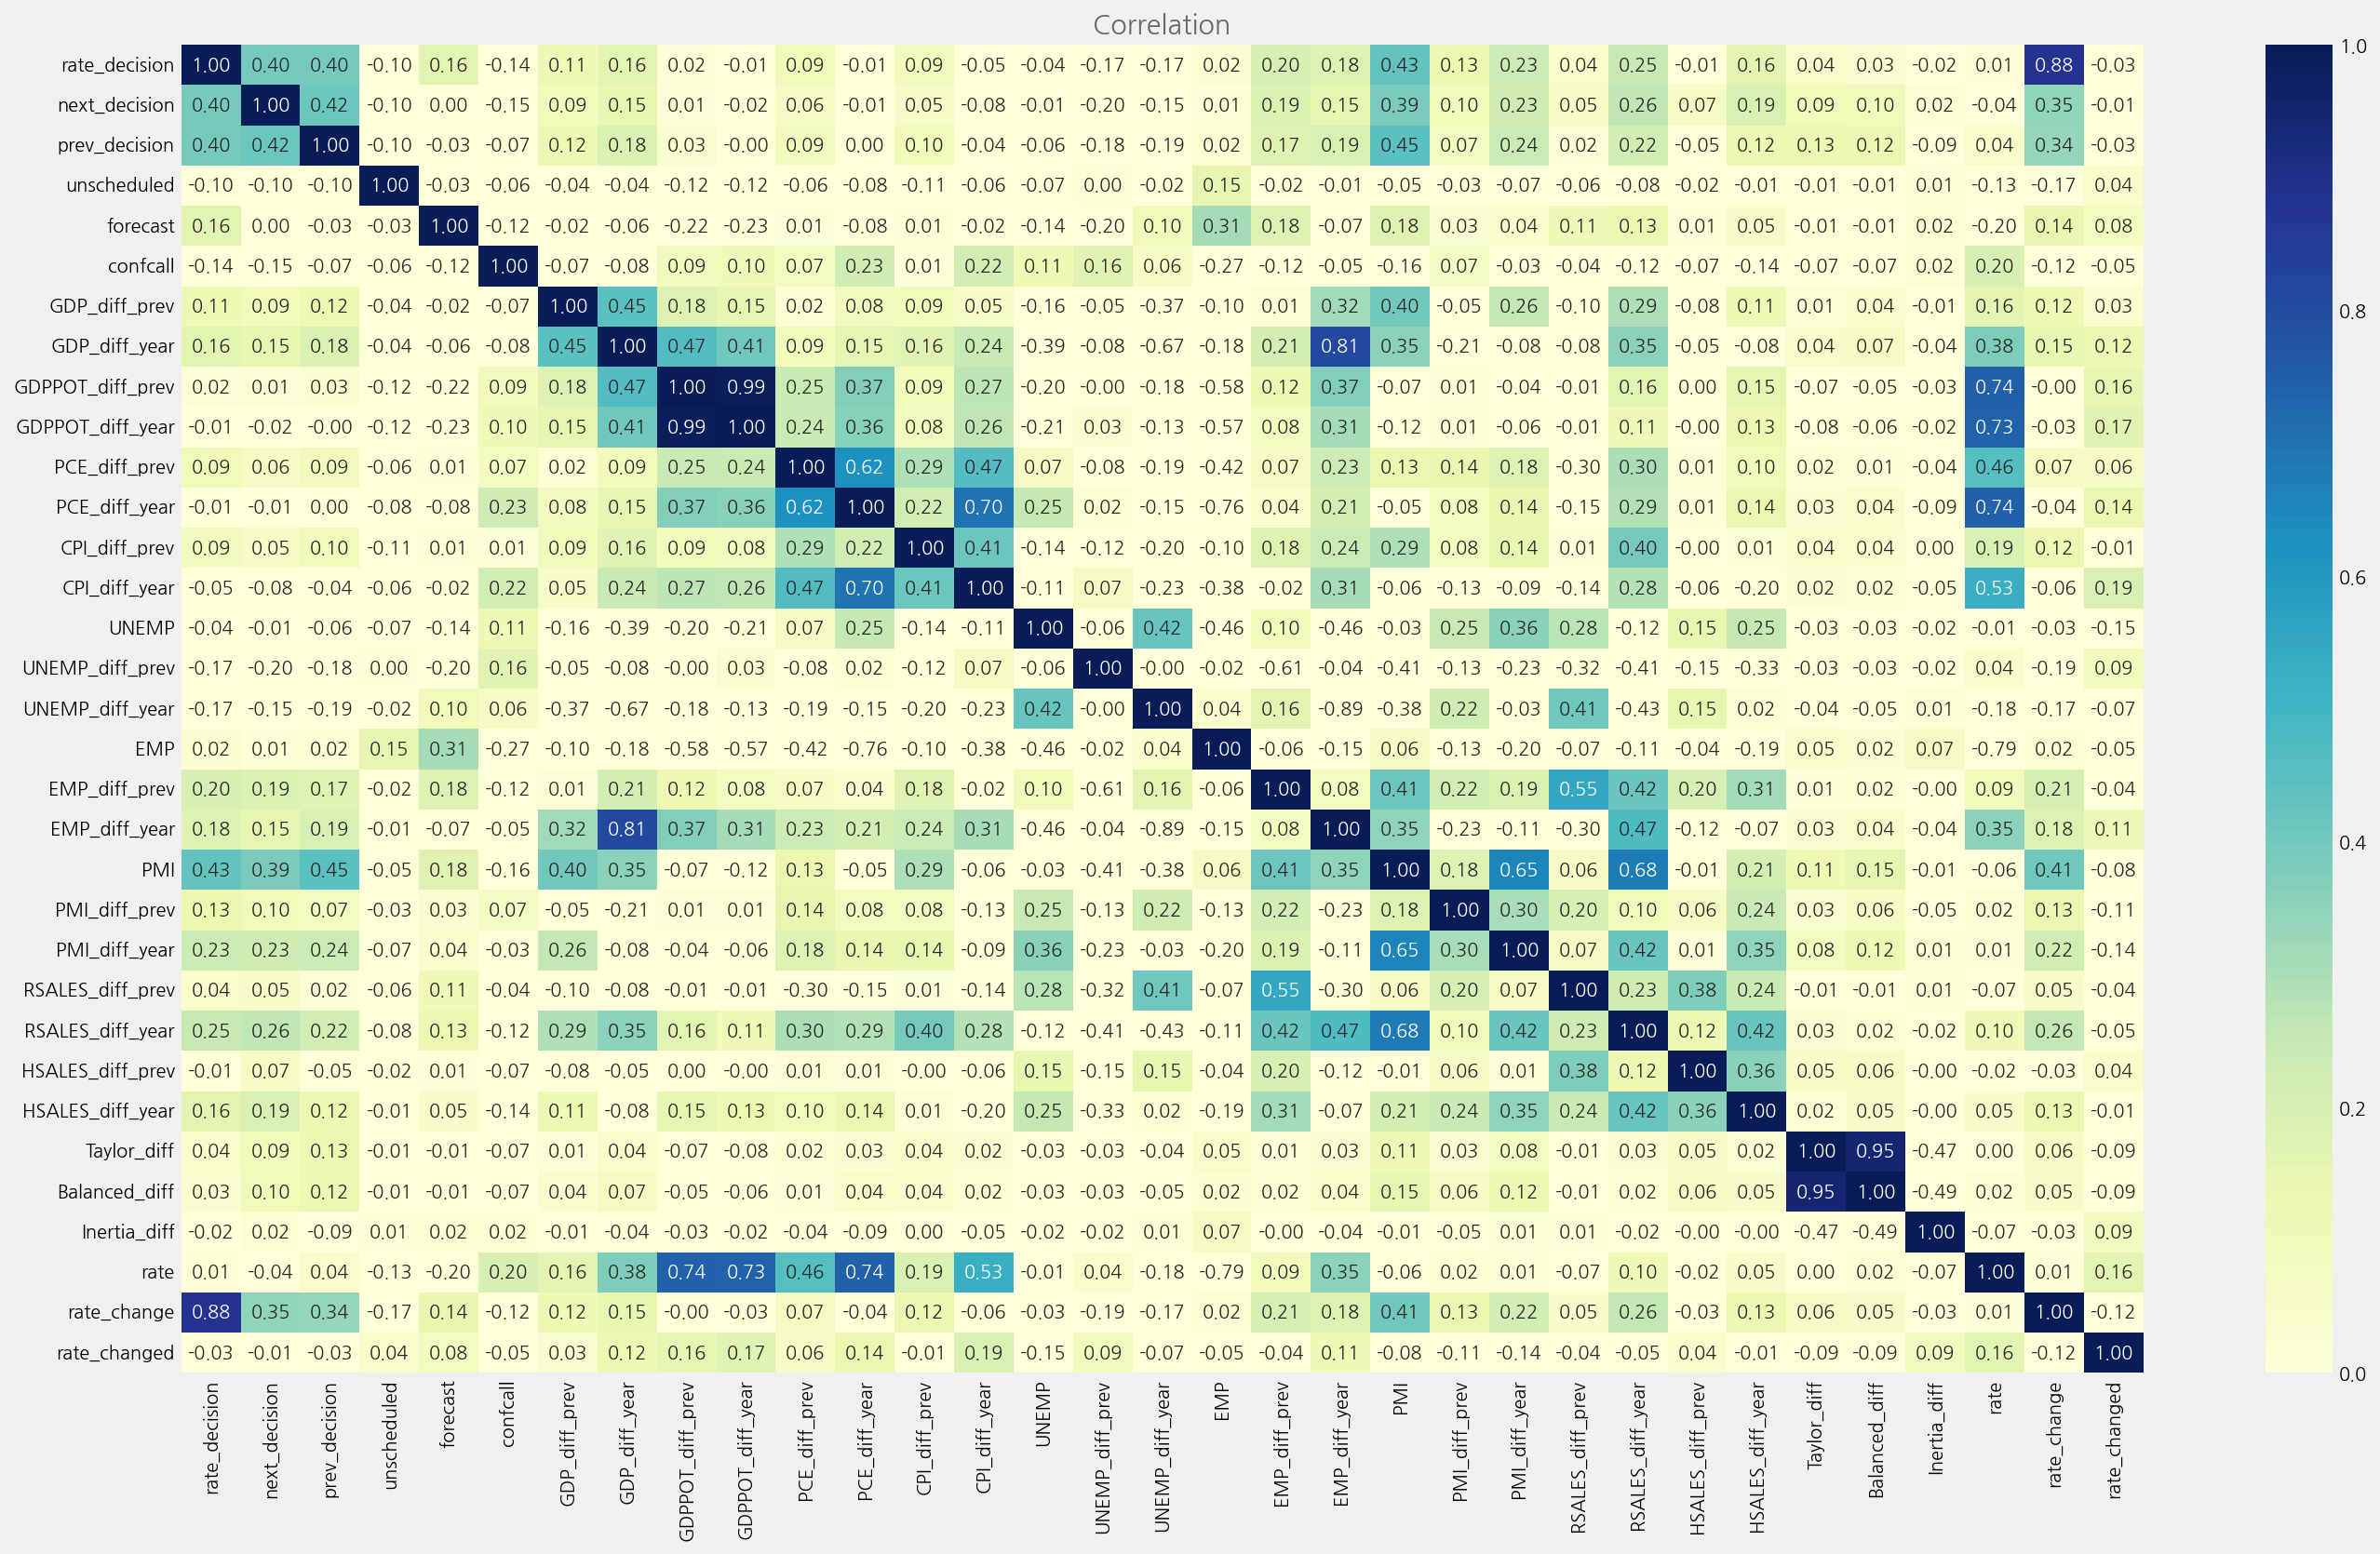 Correlation
rate_decision 1.00 0.40 0.40 -0.10 0.16 -0.14 0.11 0.16 0.02 -0.01 0.09 -0.01 0.09 -0.05 -0.04 -0.17 -0.17 0.02 0.20 0.18 0.43 0.13 0.23 0.04 0.25 -0.01 0.16 0.04 0.03 -0.02 0.01 0.88 -0.03
next_decision 0.40 1.00 0.42 -0.10 0.00 -0.15 0.09 0.15 0.01 -0.02 0.06 -0.01 0.05 -0.08 -0.01 -0.20 -0.15 0.01 0.19 0.15 0.39 0.10 0.23 0.05 0.26 0.07 0.19 0.09 0.10 0.02 -0.04 0.35 -0.01
prev_decision 0.40 0.42 1.00 -0.10 -0.03 -0.07 0.12 0.18 0.03 -0.00 0.09 0.00 0.10 -0.04 -0.06 -0.18 -0.19 0.02 0.17 0.19 0.45 0.07 0.24 0.02 0.22 -0.05 0.12 0.13 0.12 -0.09 0.04 0.34 -0.03
unscheduled -0.10 -0.10 -0.10 1.00 -0.03 -0.06 -0.04 -0.04 -0.12 -0.12 -0.06 -0.08 -0.11 -0.06 -0.07 0.00 -0.02 0.15 -0.02 -0.01 -0.05 -0.03 -0.07 -0.06 -0.08 -0.02 -0.01 -0.01 -0.01 0.01 -0.13 -0.17 0.04
forecast 0.16 0.00 -0.03 -0.03 1.00 -0.12 -0.02 -0.06 -0.22 -0.23 0.01 -0.08 0.01 -0.02 -0.14 -0.20 0.10 0.31 0.18 -0.07 0.18 0.03 0.04 0.11 0.13 0.01 0.05 -0.01 -0.01 0.02 -0.20 0.14 0.08
confcall -0.14 -0.15 -0.07 -0.06 -0.12 1.00 -0.07 -0.08 0.09 0.10 0.07 0.23 0.01 0.22 0.11 0.16 0.06 -0.27 -0.12 -0.05 -0.16 0.07 -0.03 -0.04 -0.12 -0.07 -0.14 -0.07 -0.07 0.02 0.20 -0.12 -0.05
GDP_diff_prev 0.11 0.09 0.12 -0.04 -0.02 -0.07 1.00 0.45 0.18 0.15 0.02 0.08 0.09 0.05 -0.16 -0.05 -0.37 -0.10 0.01 0.32 0.40 -0.05 0.26 -0.10 0.29 -0.08 0.11 0.01 0.04 -0.01 0.16 0.12 0.03
GDP_diff_year 0.16 0.15 0.18 -0.04 -0.06 -0.08 0.45 1.00 0.47 0.41 0.09 0.15 0.16 0.24 -0.39 -0.08 -0.67 -0.18 0.21 0.81 0.35 -0.21 -0.08 -0.08 0.35 -0.05 -0.08 0.04 0.07 -0.04 0.38 0.15 0.12
GDPPOT_diff_prev 0.02 0.01 0.03 -0.12 -0.22 0.09 0.18 0.47 1.00 0.99 0.25 0.37 0.09 0.27 -0.20 -0.00 -0.18 -0.58 0.12 0.37 -0.07 0.01 -0.04 -0.01 0.16 0.00 0.15 -0.07 -0.05 -0.03 0.74 -0.00 0.16
GDPPOT_diff_year -0.01 -0.02 -0.00 -0.12 -0.23 0.10 0.15 0.41 0.99 1.00 0.24 0.36 0.08 0.26 -0.21 0.03 -0.13 -0.57 0.08 0.31 -0.12 0.01 -0.06 -0.01 0.11 -0.00 0.13 -0.08 -0.06 -0.02 0.73 -0.03 0.17
PCE_diff_prev 0.09 0.06 0.09 -0.06 0.01 0.07 0.02 0.09 0.25 0.24 1.00 0.62 0.29 0.47 0.07 -0.08 -0.19 -0.42 0.07 0.23 0.13 0.14 0.18 -0.30 0.30 0.01 0.10 0.02 0.01 -0.04 0.46 0.07 0.06
PCE_diff_year -0.01 -0.01 0.00 -0.08 -0.08 0.23 0.08 0.15 0.37 0.36 0.62 1.00 0.22 0.70 0.25 0.02 -0.15 -0.76 0.04 0.21 -0.05 0.08 0.14 -0.15 0.29 0.01 0.14 0.03 0.04 -0.09 0.74 -0.04 0.14
CPI_diff_prev 0.09 0.05 0.10 -0.11 0.01 0.01 0.09 0.16 0.09 0.08 0.29 0.22 1.00 0.41 -0.14 -0.12 -0.20 -0.10 0.18 0.24 0.29 0.08 0.14 0.01 0.40 -0.00 0.01 0.04 0.04 0.00 0.19 0.12 -0.01
CPI_diff_year -0.05 -0.08 -0.04 -0.06 -0.02 0.22 0.05 0.24 0.27 0.26 0.47 0.70 0.41 1.00 -0.11 0.07 -0.23 -0.38 -0.02 0.31 -0.06 -0.13 -0.09 -0.14 0.28 -0.06 -0.20 0.02 0.02 -0.05 0.53 -0.06 0.19
UNEMP -0.04 -0.01 -0.06 -0.07 -0.14 0.11 -0.16 -0.39 -0.20 -0.21 0.07 0.25 -0.14 -0.11 1.00 -0.06 0.42 -0.46 0.10 -0.46 -0.03 0.25 0.36 0.28 -0.12 0.15 0.25 -0.03 -0.03 -0.02 -0.01 -0.03 -0.15
UNEMP_diff_prev -0.17 -0.20 -0.18 0.00 -0.20 0.16 -0.05 -0.08 -0.00 0.03 -0.08 0.02 -0.12 0.07 -0.06 1.00 -0.00 -0.02 -0.61 -0.04 -0.41 -0.13 -0.23 -0.32 -0.41 -0.15 -0.33 -0.03 -0.03 -0.02 0.04 -0.19 0.09
UNEMP_diff_year -0.17 -0.15 -0.19 -0.02 0.10 0.06 -0.37 -0.67 -0.18 -0.13 -0.19 -0.15 -0.20 -0.23 0.42 -0.00 1.00 0.04 0.16 -0.89 -0.38 0.22 -0.03 0.41 -0.43 0.15 0.02 -0.04 -0.05 0.01 -0.18 -0.17 -0.07
EMP 0.02 0.01 0.02 0.15 0.31 -0.27 -0.10 -0.18 -0.58 -0.57 -0.42 -0.76 -0.10 -0.38 -0.46 -0.02 0.04 1.00 -0.06 -0.15 0.06 -0.13 -0.20 -0.07 -0.11 -0.04 -0.19 0.05 0.02 0.07 -0.79 0.02 -0.05
EMP_diff_prev 0.20 0.19 0.17 -0.02 0.18 -0.12 0.01 0.21 0.12 0.08 0.07 0.04 0.18 -0.02 0.10 -0.61 0.16 -0.06 1.00 0.08 0.41 0.22 0.19 0.55 0.42 0.20 0.31 0.01 0.02 -0.00 0.09 0.21 -0.04
EMP_diff_year 0.18 0.15 0.19 -0.01 -0.07 -0.05 0.32 0.81 0.37 0.31 0.23 0.21 0.24 0.31 -0.46 -0.04 -0.89 -0.15 0.08 1.00 0.35 -0.23 -0.11 -0.30 0.47 -0.12 -0.07 0.03 0.04 -0.04 0.35 0.18 0.11
PMI 0.43 0.39 0.45 -0.05 0.18 -0.16 0.40 0.35 -0.07 -0.12 0.13 -0.05 0.29 -0.06 -0.03 -0.41 -0.38 0.06 0.41 0.35 1.00 0.18 0.65 0.06 0.68 -0.01 0.21 0.11 0.15 -0.01 -0.06 0.41 -0.08
PMI_diff_prev 0.13 0.10 0.07 -0.03 0.03 0.07 -0.05 -0.21 0.01 0.01 0.14 0.08 0.08 -0.13 0.25 -0.13 0.22 -0.13 0.22 -0.23 0.18 1.00 0.30 0.20 0.10 0.06 0.24 0.03 0.06 -0.05 0.02 0.13 -0.11
PMI_diff_year 0.23 0.23 0.24 -0.07 0.04 -0.03 0.26 -0.08 -0.04 -0.06 0.18 0.14 0.14 -0.09 0.36 -0.23 -0.03 -0.20 0.19 -0.11 0.65 0.30 1.00 0.07 0.42 0.01 0.35 0.08 0.12 0.01 0.01 0.22 -0.14
RSALES_diff_prev 0.04 0.05 0.02 -0.06 0.11 -0.04 -0.10 -0.08 -0.01 -0.01 -0.30 -0.15 0.01 -0.14 0.28 -0.32 0.41 -0.07 0.55 -0.30 0.06 0.20 0.07 1.00 0.23 0.38 0.24 -0.01 -0.01 0.01 -0.07 0.05 -0.04
RSALES_diff_year 0.25 0.26 0.22 -0.08 0.13 -0.12 0.29 0.35 0.16 0.11 0.30 0.29 0.40 0.28 -0.12 -0.41 -0.43 -0.11 0.42 0.47 0.68 0.10 0.42 0.23 1.00 0.12 0.42 0.03 0.02 -0.02 0.10 0.26 -0.05
HSALES_diff_prev -0.01 0.07 -0.05 -0.02 0.01 -0.07 -0.08 -0.05 0.00 -0.00 0.01 0.01 -0.00 -0.06 0.15 -0.15 0.15 -0.04 0.20 -0.12 -0.01 0.06 0.01 0.38 0.12 1.00 0.36 0.05 0.06 -0.00 -0.02 -0.03 0.04
HSALES_diff_year 0.16 0.19 0.12 -0.01 0.05 -0.14 0.11 -0.08 0.15 0.13 0.10 0.14 0.01 -0.20 0.25 -0.33 0.02 -0.19 0.31 -0.07 0.21 0.24 0.35 0.24 0.42 0.36 1.00 0.02 0.05 -0.00 0.05 0.13 -0.01
Taylor_diff 0.04 0.09 0.13 -0.01 -0.01 -0.07 0.01 0.04 -0.07 -0.08 0.02 0.03 0.04 0.02 -0.03 -0.03 -0.04 0.05 0.01 0.03 0.11 0.03 0.08 -0.01 0.03 0.05 0.02 1.00 0.95 -0.47 0.00 0.06 -0.09
Balanced_diff 0.03 0.10 0.12 -0.01 -0.01 -0.07 0.04 0.07 -0.05 -0.06 0.01 0.04 0.04 0.02 -0.03 -0.03 -0.05 0.02 0.02 0.04 0.15 0.06 0.12 -0.01 0.02 0.06 0.05 0.95 1.00 -0.49 0.02 0.05 -0.09
Inertia_diff -0.02 0.02 -0.09 0.01 0.02 0.02 -0.01 -0.04 -0.03 -0.02 -0.04 -0.09 0.00 -0.05 -0.02 -0.02 0.01 0.07 -0.00 -0.04 -0.01 -0.05 0.01 0.01 -0.02 -0.00 -0.00 -0.47 -0.49 1.00 -0.07 -0.03 0.09
rate 0.01 -0.04 0.04 -0.13 -0.20 0.20 0.16 0.38 0.74 0.73 0.46 0.74 0.19 0.53 -0.01 0.04 -0.18 -0.79 0.09 0.35 -0.06 0.02 0.01 -0.07 0.10 -0.02 0.05 0.00 0.02 -0.07 1.00 0.01 0.16
rate_change 0.88 0.35 0.34 -0.17 0.14 -0.12 0.12 0.15 -0.00 -0.03 0.07 -0.04 0.12 -0.06 -0.03 -0.19 -0.17 0.02 0.21 0.18 0.41 0.13 0.22 0.05 0.26 -0.03 0.13 0.06 0.05 -0.03 0.01 1.00 -0.12
rate_changed -0.03 -0.01 -0.03 0.04 0.08 -0.05 0.03 0.12 0.16 0.17 0.06 0.14 -0.01 0.19 -0.15 0.09 -0.07 -0.05 -0.04 0.11 -0.08 -0.11 -0.14 -0.04 -0.05 0.04 -0.01 -0.09 -0.09 0.09 0.16 -0.12 1.00
rate_decision
next_decision
prev_decision
unscheduled
forecast
confcall
GDP_diff_prev
GDP_diff_year
GDPPOT_diff_prev
GDPPOT_diff_year
PCE_diff_prev
PCE_diff_year
CPI_diff_prev
CPI_diff_year
UNEMP
UNEMP_diff_prev
UNEMP_diff_year
EMP
EMP_diff_prev
EMP_diff_year
PMI
PMI_diff_prev
PMI_diff_year
RSALES_diff_prev
RSALES_diff_year
HSALES_diff_prev
HSALES_diff_year
Taylor_diff
Balanced_diff
Inertia_diff
rate
rate_change
rate_changed
1.0
0.8
0.6
0.4
0.2
0.0